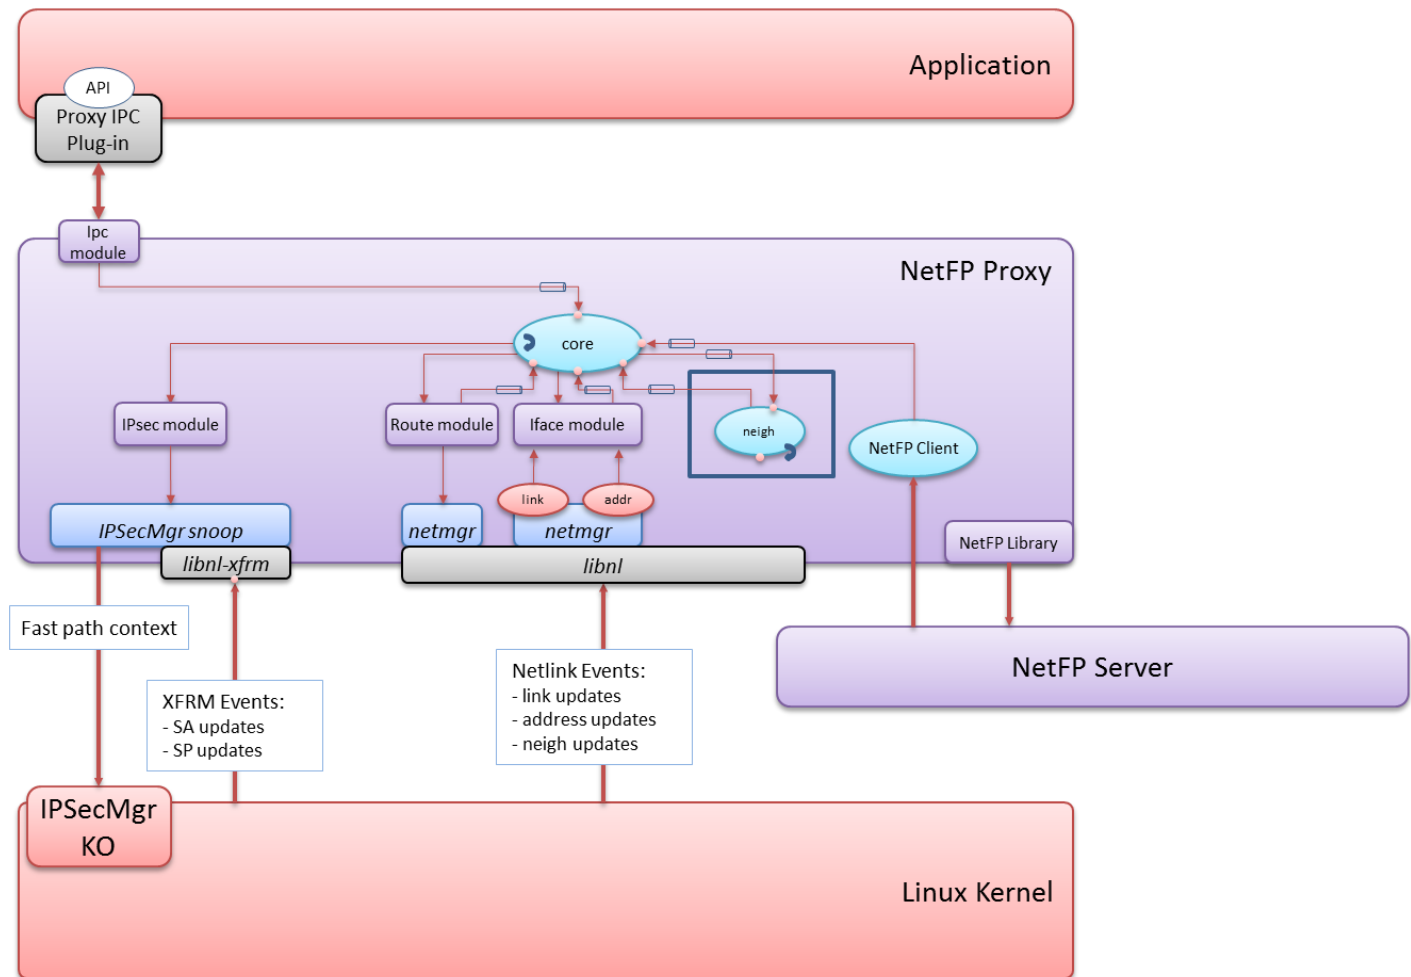 Application
API
Proxy IPC
Plug-in
Ipc
module
NetFP Proxy
core
IPsec module
Route module
Iface module
neigh
NetFP Client
link
addr
IPSecMgr snoop
netmgr
netmgr
NetFP Library
libnl-xfrm
libnl
Fast path context
XFRM Events:
- SA updates
- SP updates
Netlink Events:
- link updates
- address updates
- neigh updates
NetFP Server
IPSecMgr
KO
Linux Kernel